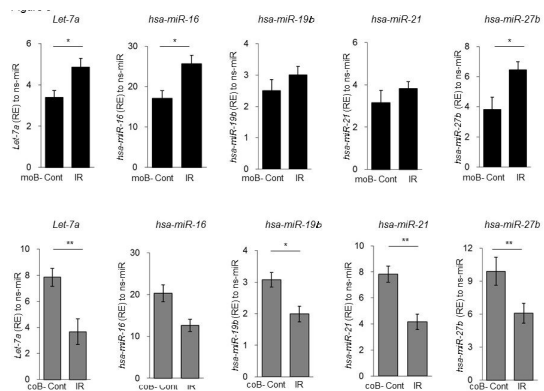 Let-7a hsa-miR-16 hsa-miR-19b hsa-miR-21 hsa-miR-27b
Let-7a (RE) to ns-miR
6
4
2
0
*
moB- Cont IR
hsa-miR-16 (RE) to ns-miR
30
20
10
0
*
moB- Cont IR
hsa-miR-19b (RE) to ns-miR
4
3
2
1
0
moB- Cont IR
hsa-miR-21 (RE) to ns-miR
6
4
2
0
moB- Cont IR
hsa-miR-27b (RE) to ns-miR
8
6
4
2
0
*
moB- Cont IR
Let-7a hsa-miR-16 hsa-miR-19b hsa-miR-21 hsa-miR-27b
Let-7a (RE) to ns-miR
10
8
6
4
2
0
**
coB- Cont IR
hsa-miR-16 (RE) to ns-miR
30
20
10
0
coB- Cont IR
hsa-miR-19b (RE) to ns-miR
4
3
2
1
0
*
coB- Cont IR
hsa-miR-21 (RE) to ns-miR
10
8
6
4
2
0
**
coB- Cont IR
hsa-miR-27b (RE) to ns-miR
12
9
6
3
0
**
coB- Cont IR